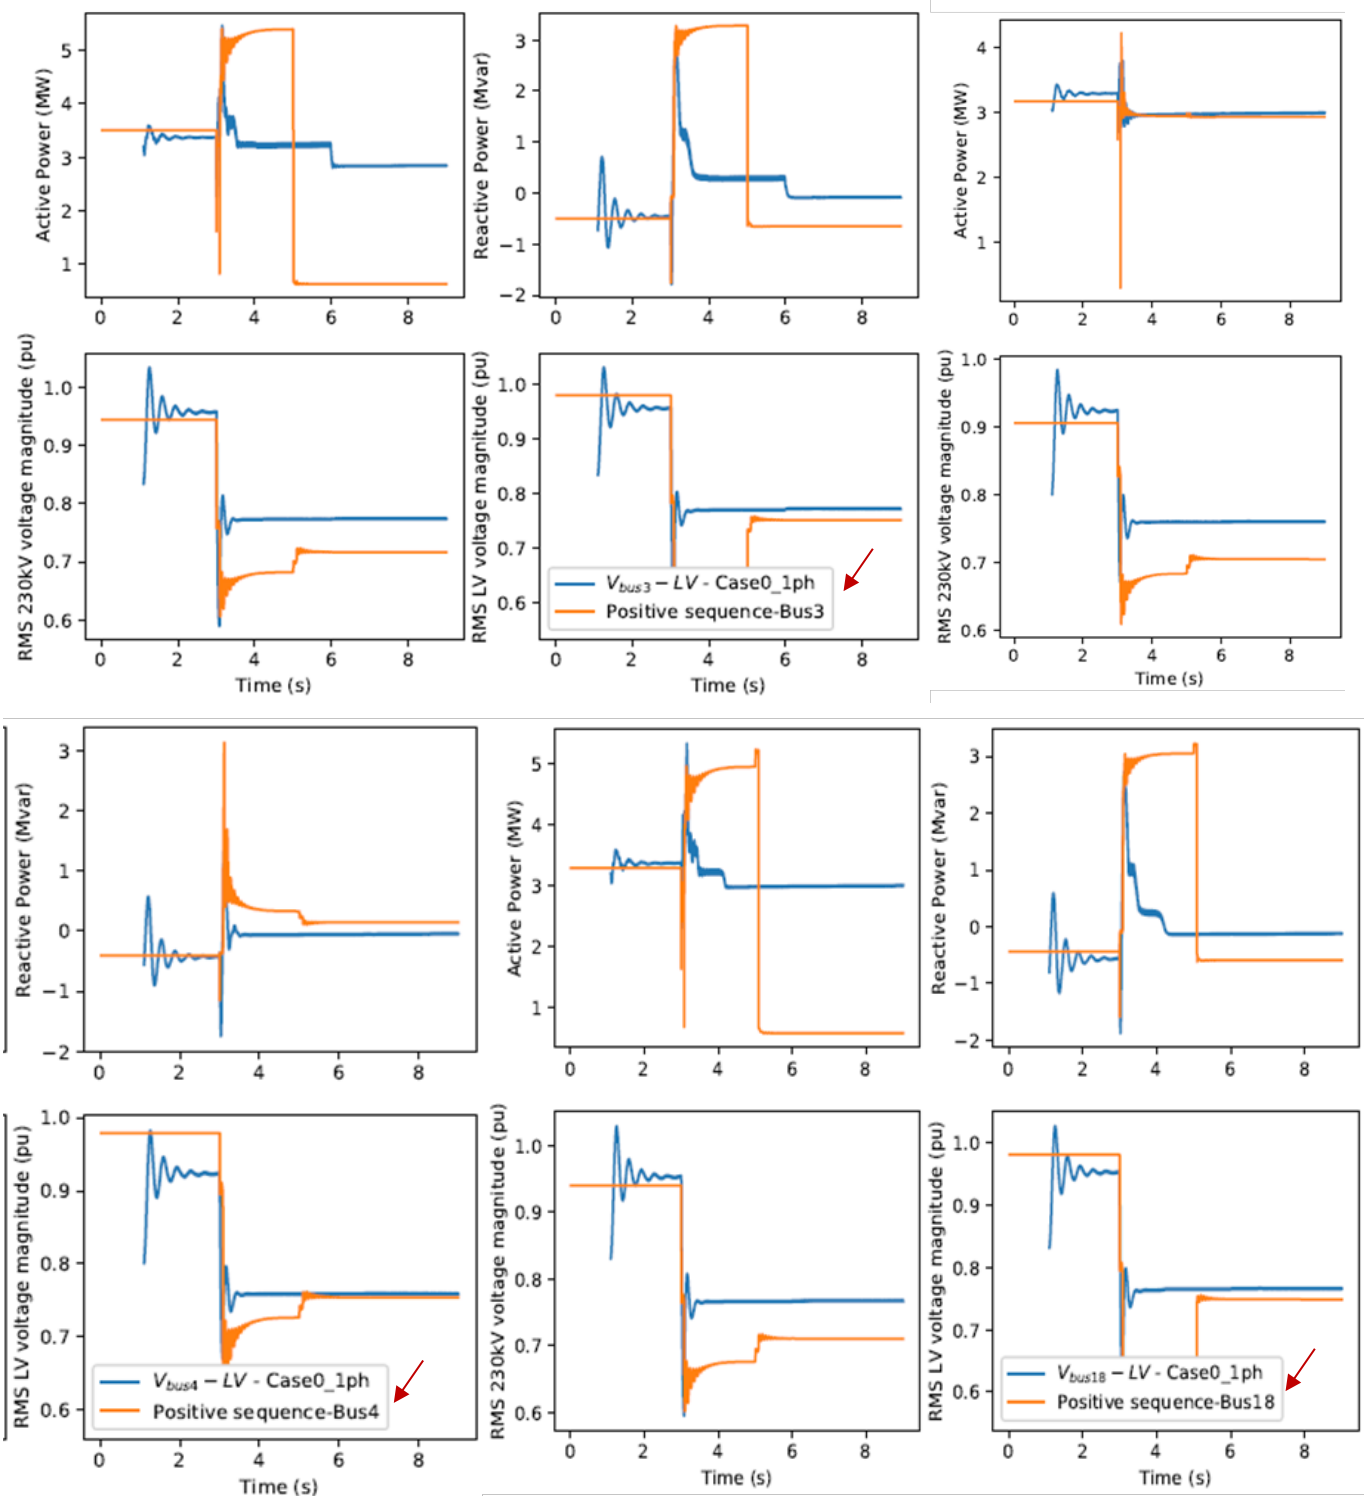 Active Power (MW)
5
4
3
2
1
0 2 4 6 8
Reactive Power (Mvar)
3
2
1
0
−1
−2
0 2 4 6 8
Active Power (MW)
4
3
2
1
0 2 4 6 8
RMS 230kV voltage magnitude (pu)
1.0
0.9
0.8
0.7
0.6
0 2 4 6 8
Time (s)
RMS LV voltage magnitude (pu)
1.0
0.9
0.8
0.7
0.6
V_bus3 − LV - Case0_1ph
Positive sequence-Bus3
0 2 4 6 8
Time (s)
RMS 230kV voltage magnitude (pu)
1.0
0.9
0.8
0.7
0.6
0 2 4 6 8
Time (s)
Reactive Power (Mvar)
3
2
1
0
−1
−2
0 2 4 6 8
Active Power (MW)
5
4
3
2
1
0 2 4 6 8
Reactive Power (Mvar)
3
2
1
0
−1
−2
0 2 4 6 8
RMS LV voltage magnitude (pu)
1.0
0.9
0.8
0.7
0.6
V_bus4 − LV - Case0_1ph
Positive sequence-Bus4
0 2 4 6 8
Time (s)
RMS 230kV voltage magnitude (pu)
1.0
0.9
0.8
0.7
0.6
0 2 4 6 8
Time (s)
RMS LV voltage magnitude (pu)
1.0
0.9
0.8
0.7
0.6
V_bus18 − LV - Case0_1ph
Positive sequence-Bus18
0 2 4 6 8
Time (s)